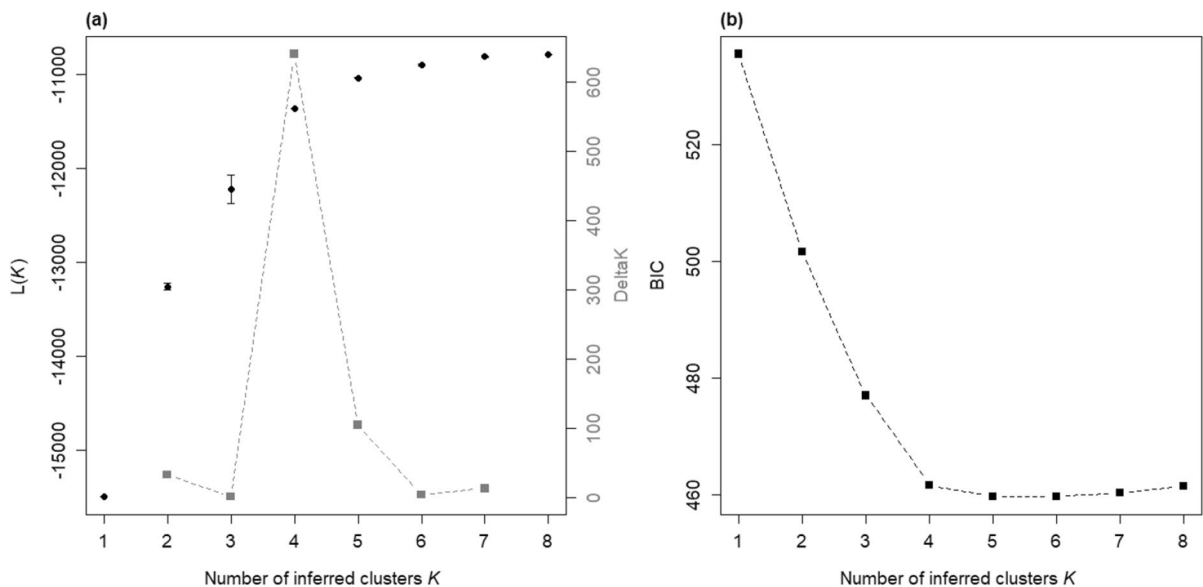 (a)
L(K)
-11000
-12000
-13000
-14000
-15000
600
500
400
300
200
100
0
DeltaK
1 2 3 4 5 6 7 8
Number of inferred clusters K
(b)
BIC
520
500
480
460
1 2 3 4 5 6 7 8
Number of inferred clusters K